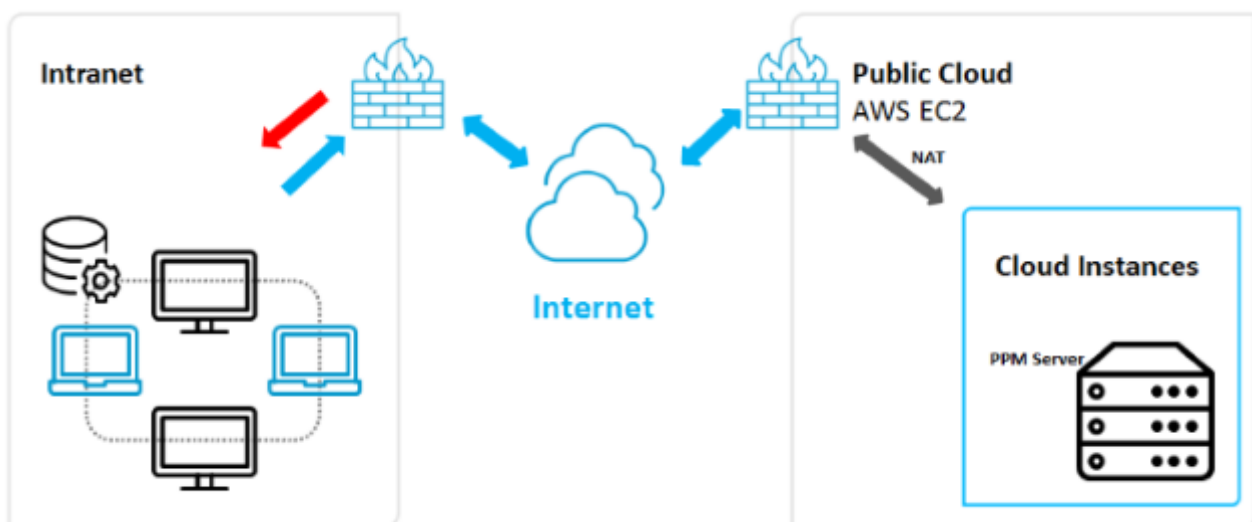 Intranet
Public Cloud
AWS EC2
NAT
Internet
Cloud Instances
PPM Server